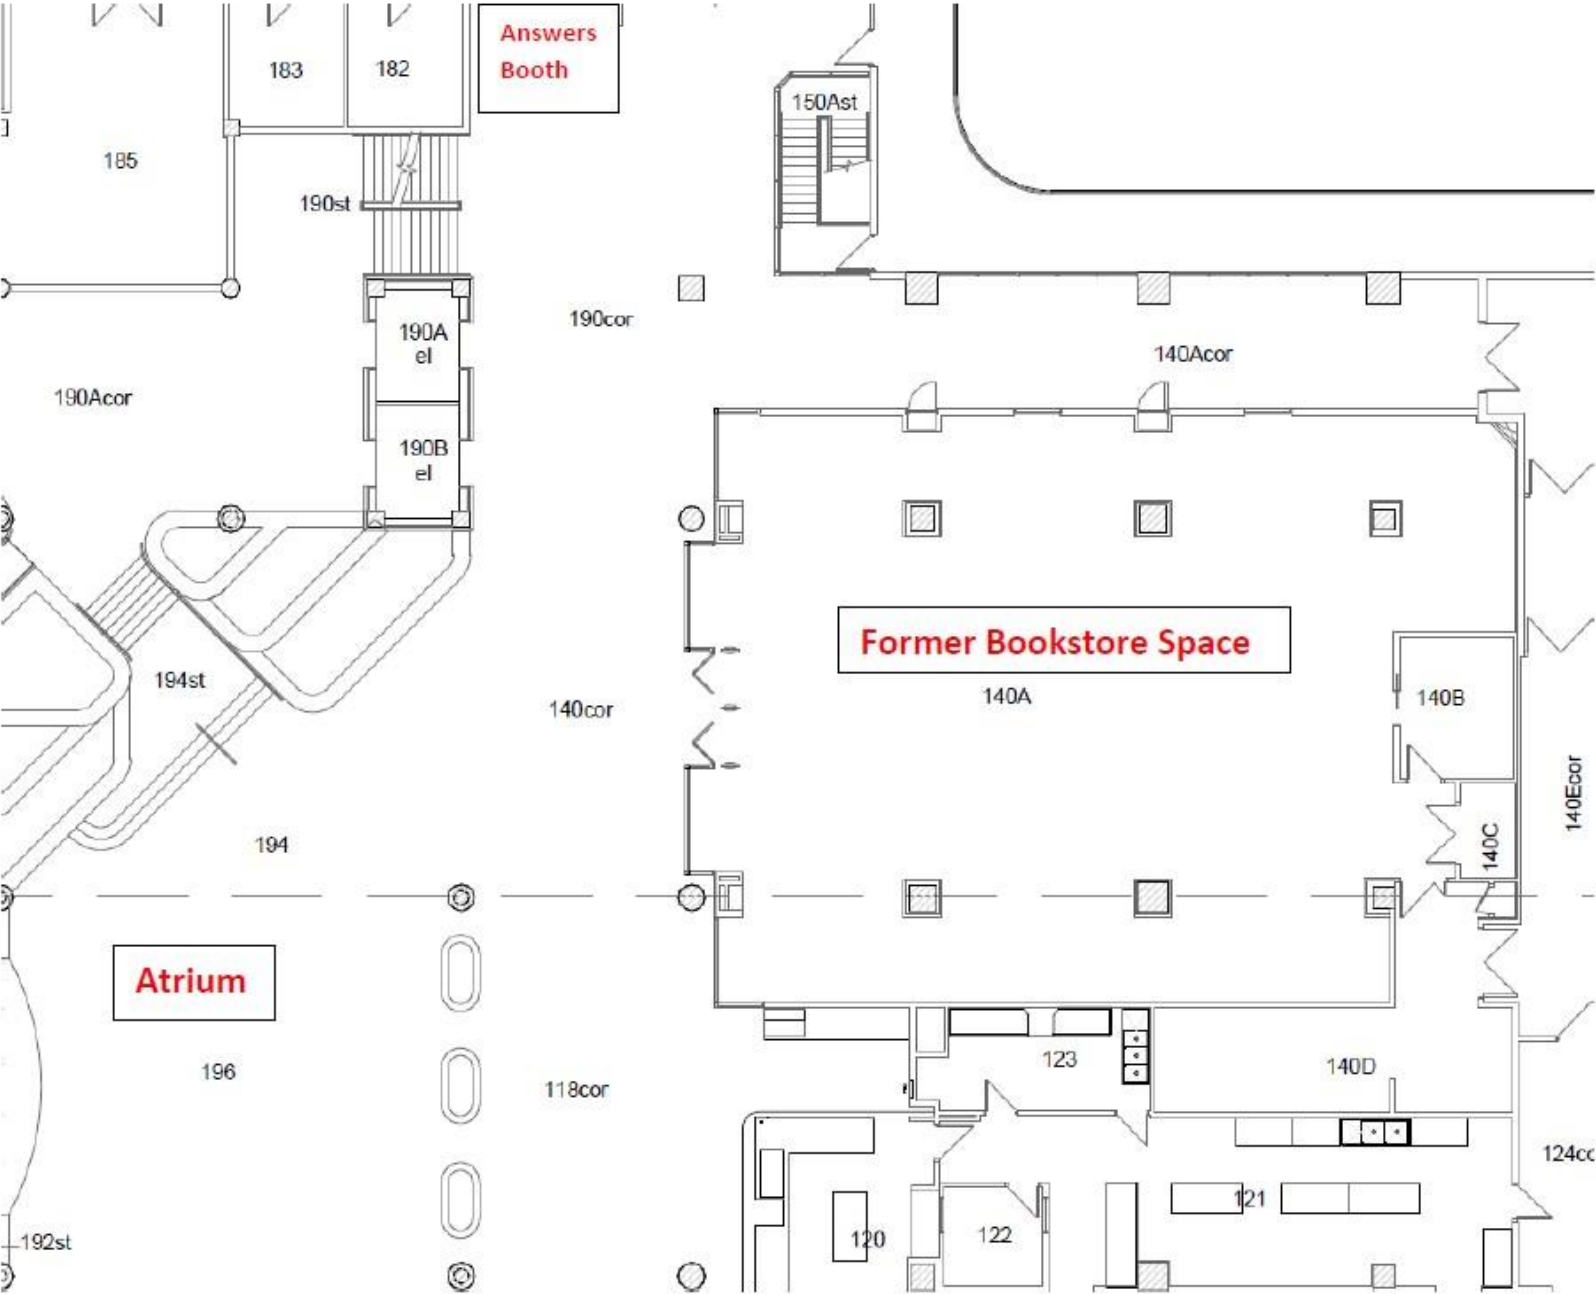 Answers
Booth
183
182
150Ast
185
190st
190A
el
190cor
140Acor
190Acor
190B
el
Former Bookstore Space
194st
140A
140B
140cor
140Ecor
194
140C
Atrium
123
140D
196
118cor
124cc
121
120
122
192st